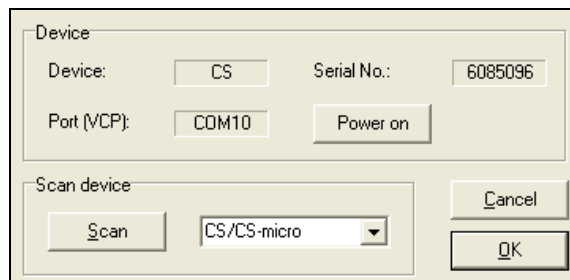 Device
Device: CS Serial No.: 6085096
Port (VCP): COM10 Power on
Scan device
Scan CS/CS-micro
Cancel
OK